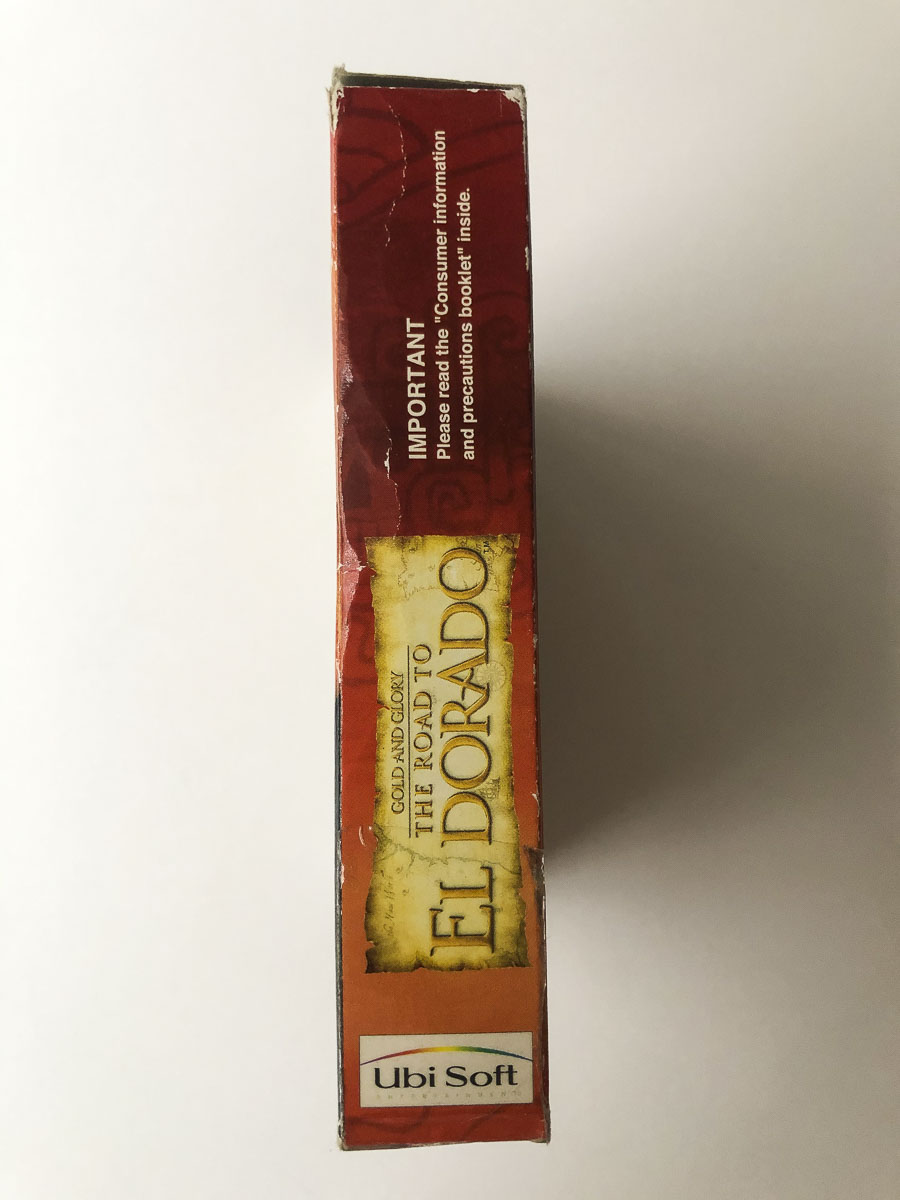 IMPORTANT
Please read the "Consumer information
and precautions booklet" inside.
GOLD AND GLORY
THE ROAD TO
EL DORADO™
Ubi Soft